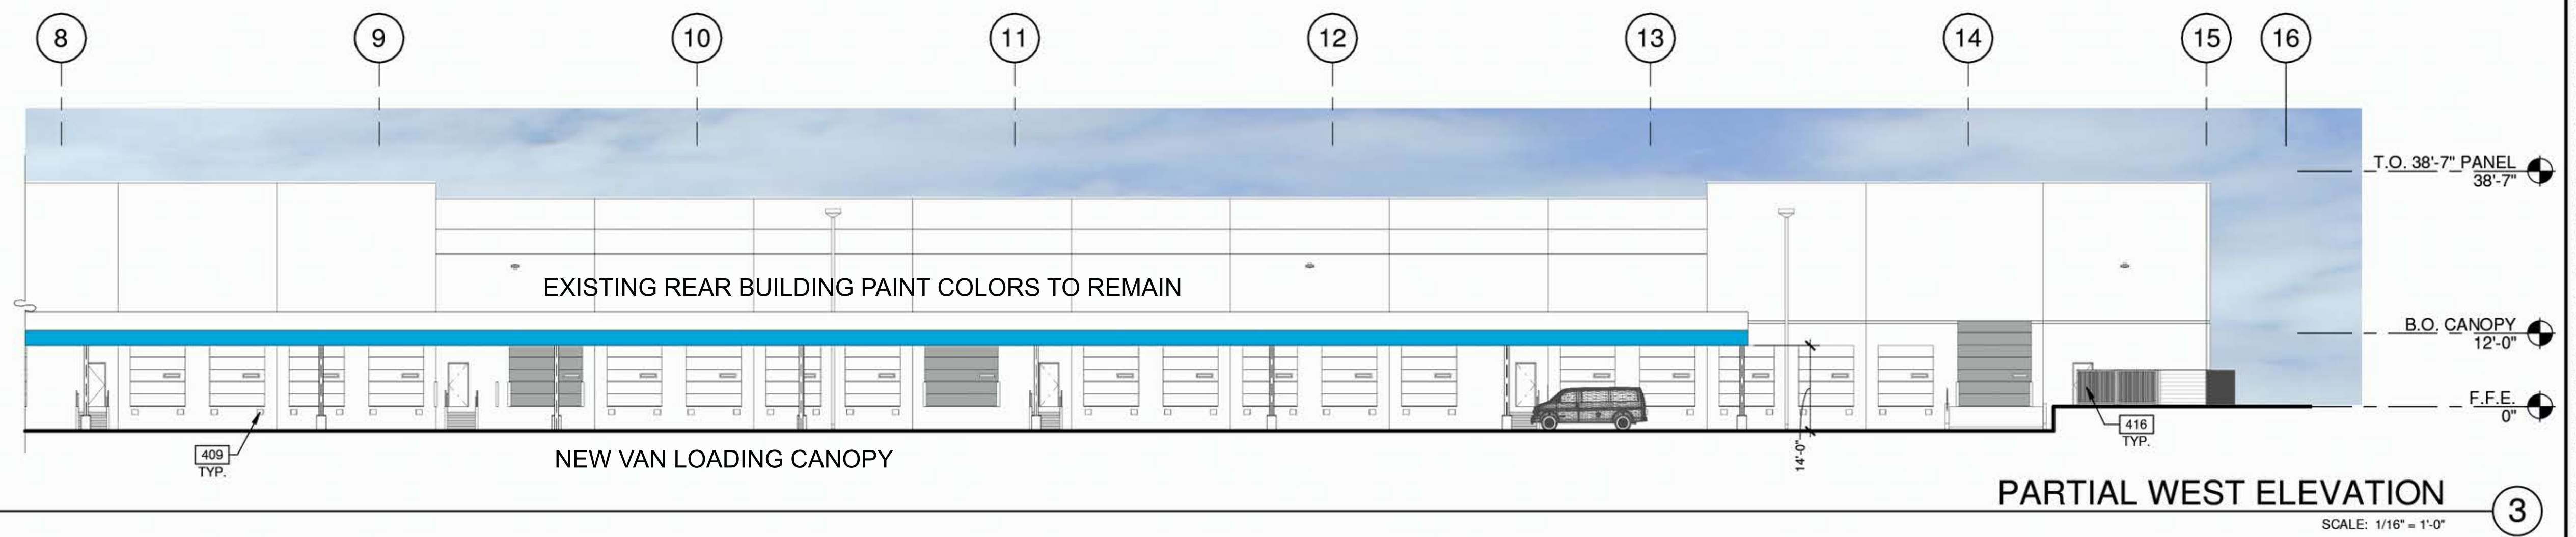 8
9
10
11
12
13
14
15
16
T.O. 38'-7" PANEL
38'-7"
EXISTING REAR BUILDING PAINT COLORS TO REMAIN
B.O. CANOPY
12'-0"
F.F.E.
0"
409
TYP.
NEW VAN LOADING CANOPY
14'-0"
416
TYP.
PARTIAL WEST ELEVATION
3
SCALE: 1/16" = 1'-0"